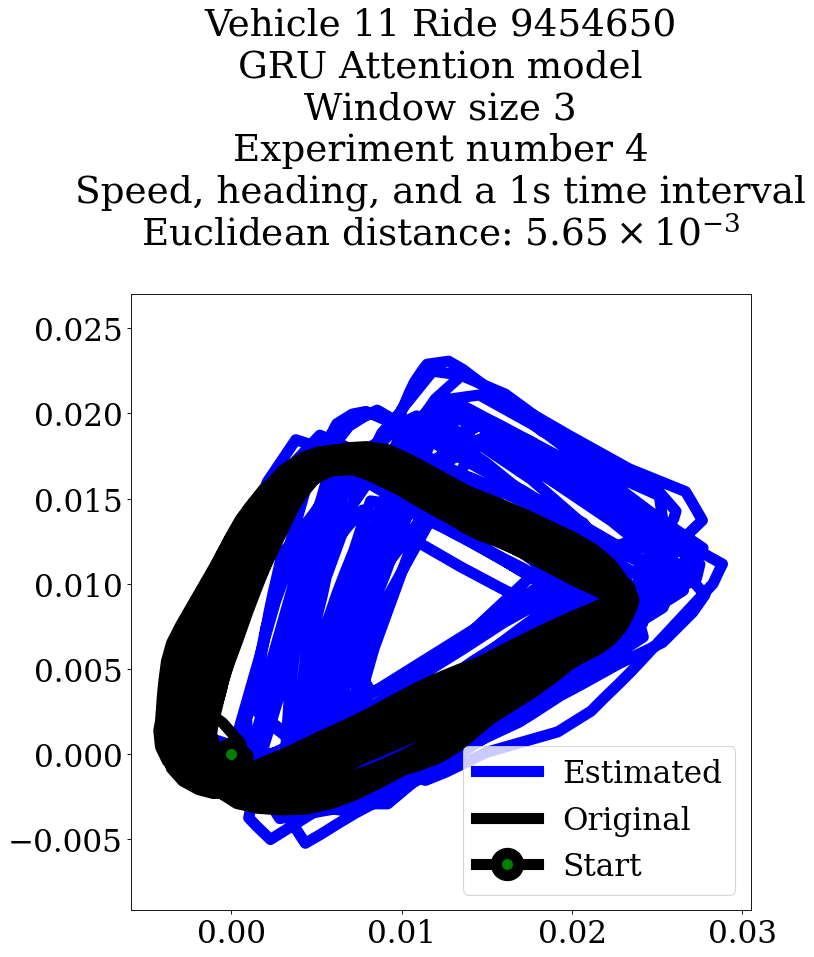 Vehicle 11 Ride 9454650
GRU Attention model
Window size 3
Experiment number 4
Speed, heading, and a 1s time interval
Euclidean distance: 5.65 × 10⁻³
0.025
0.020
0.015
0.010
0.005
0.000
−0.005
Estimated
Original
Start
0.00 0.01 0.02 0.03